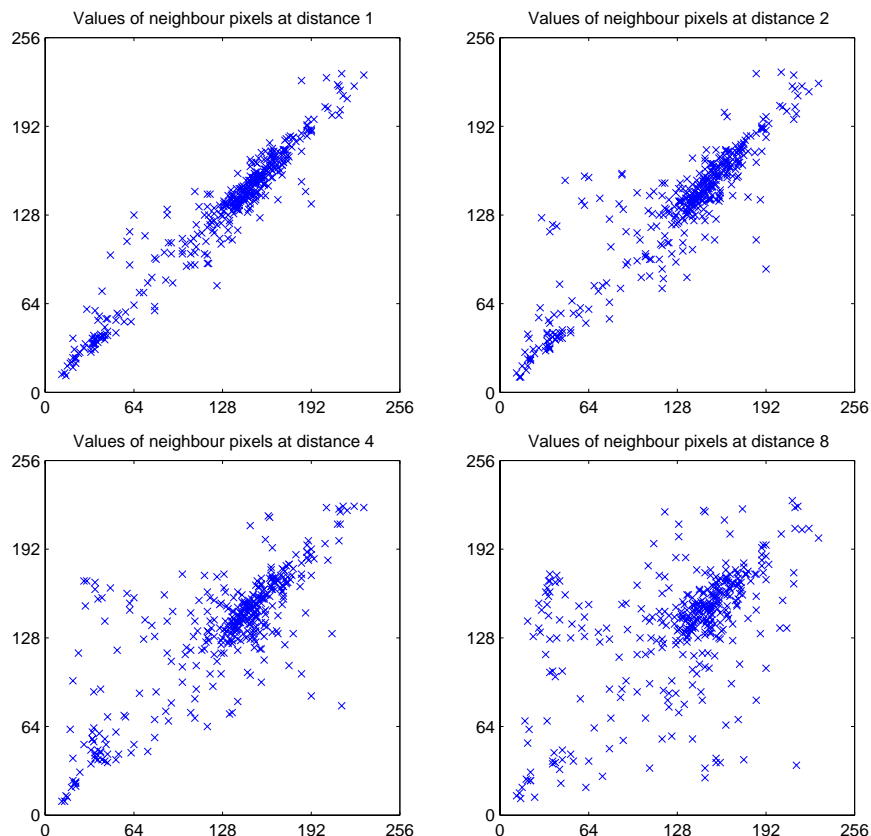 Values of neighbour pixels at distance 1
256
192
128
64
0
0 64 128 192 256
Values of neighbour pixels at distance 2
256
192
128
64
0
0 64 128 192 256
Values of neighbour pixels at distance 4
256
192
128
64
0
0 64 128 192 256
Values of neighbour pixels at distance 8
256
192
128
64
0
0 64 128 192 256